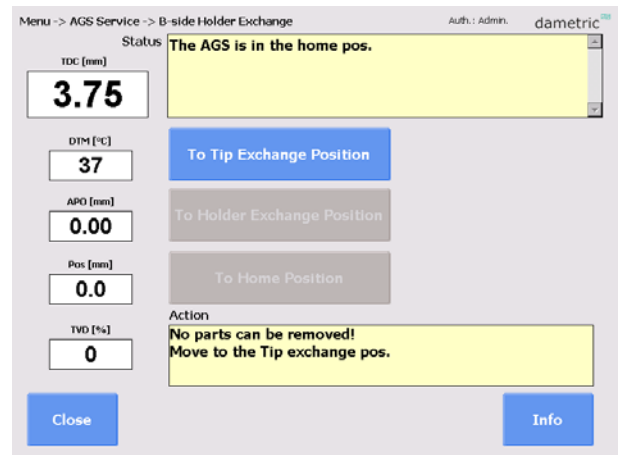 Menu -> AGS Service -> B-side Holder Exchange
Auth.: Admin.
dametric
Status
The AGS is in the home pos.
TDC [mm]
3.75
DTM [°C]
37
To Tip Exchange Position
APO [mm]
0.00
To Holder Exchange Position
Pos [mm]
0.0
To Home Position
TVD [%]
0
Action
No parts can be removed!
Move to the Tip exchange pos.
Close
Info